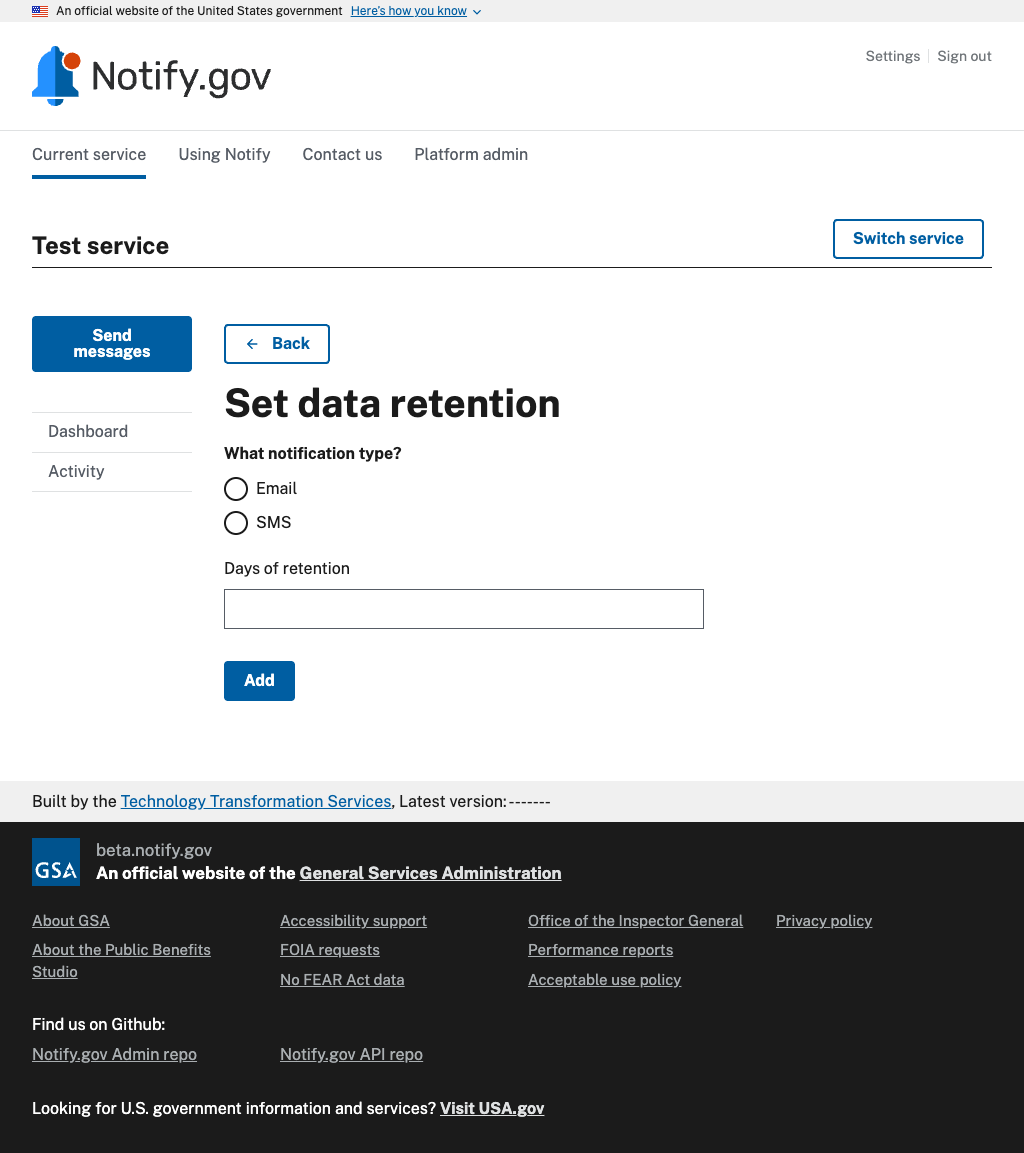 An official website of the United States government Here's how you know
Notify.gov
Settings Sign out
Current service Using Notify Contact us Platform admin
Test service
Switch service
Send
messages
Dashboard
Activity
Back
Set data retention
What notification type?
Email
SMS
Days of retention
Add
Built by the Technology Transformation Services, Latest version: -------
GSA
beta.notify.gov
An official website of the General Services Administration
About GSA Accessibility support Office of the Inspector General Privacy policy
About the Public Benefits
Studio
FOIA requests Performance reports
No FEAR Act data Acceptable use policy
Find us on Github:
Notify.gov Admin repo Notify.gov API repo
Looking for U.S. government information and services? Visit USA.gov